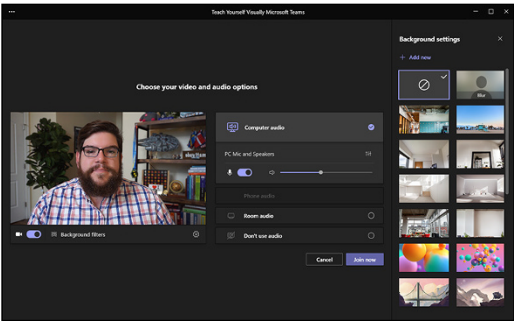 Teach Yourself Visually Microsoft Teams
Background settings
+ Add new
Blur
Choose your video and audio options
Computer audio
PC Mic and Speakers
Phone audio
Room audio
Don't use audio
Background filters
Cancel
Join now